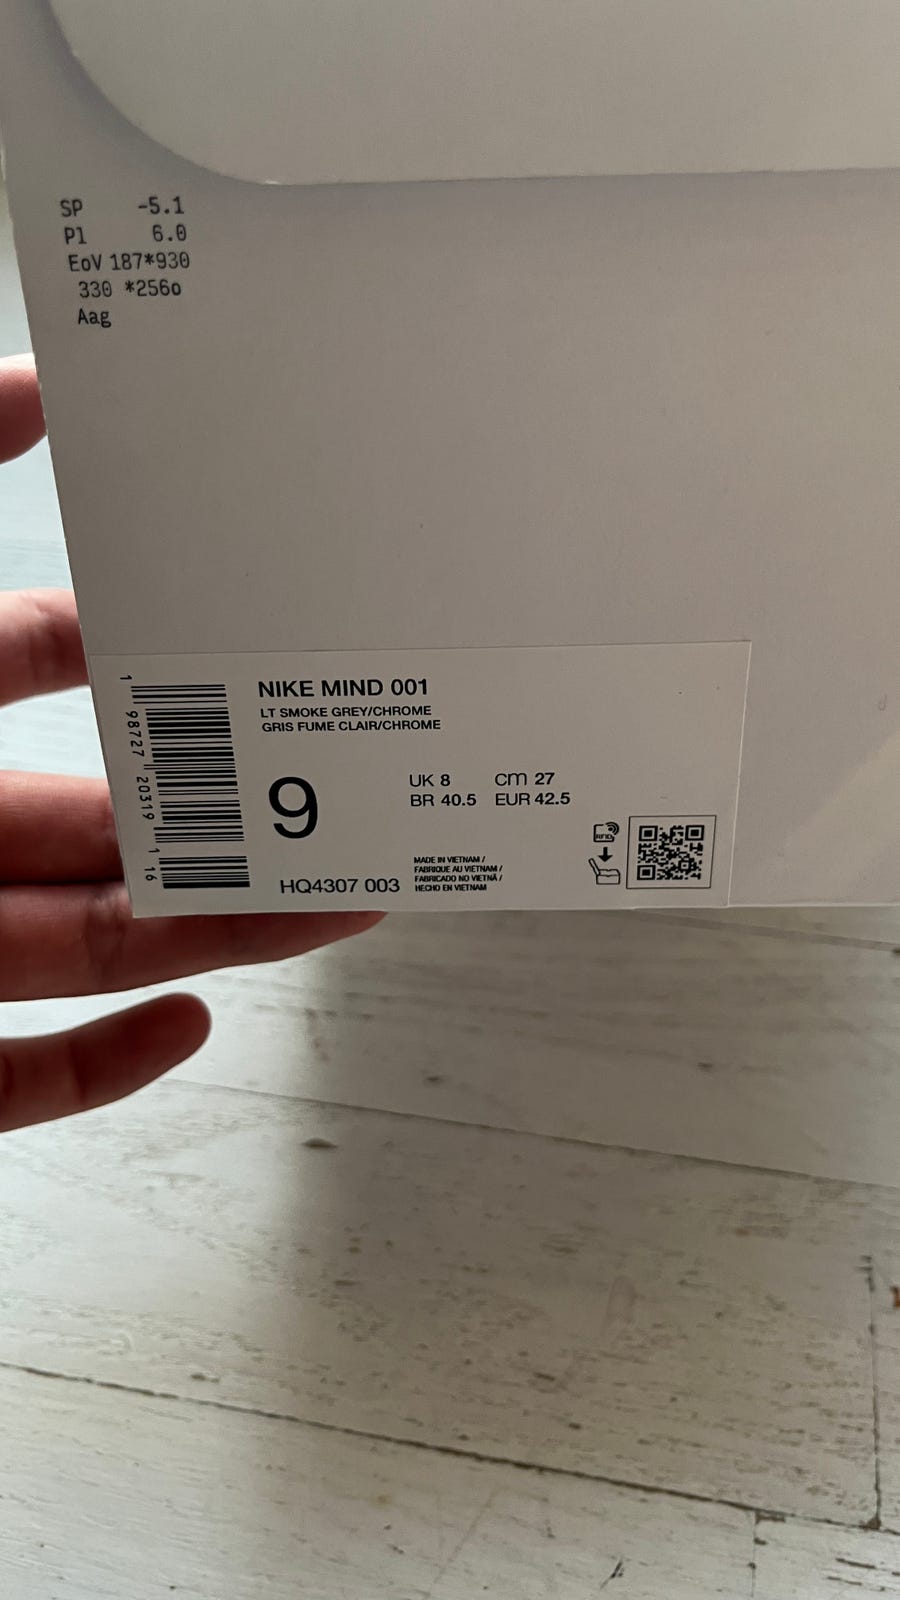 SP -5.1
Pl 6.0
EoV 187*930
330 *256o
Aag
NIKE MIND 001
LT SMOKE GREY/CHROME
GRIS FUME CLAIR/CHROME
9
UK 8 cm 27
BR 40.5 EUR 42.5
HQ4307 003
MADE IN VIETNAM /
FABRIQUE AU VIETNAM /
FABRICADO NO VIETNÃ /
HECHO EN VIETNAM
RFID
1 98727 20319 1 16